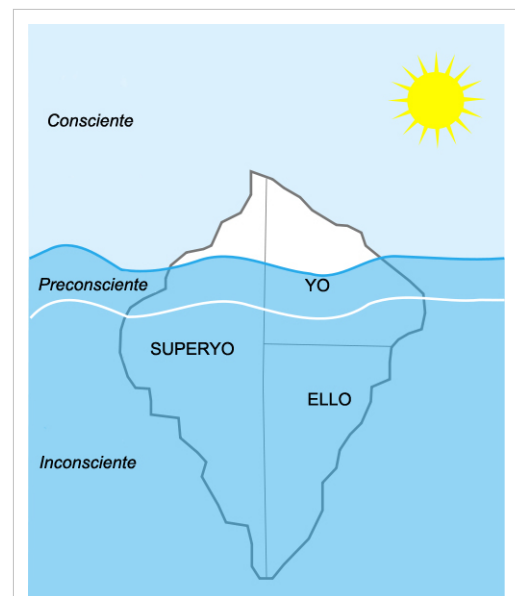 Consciente
Preconsciente
YO
SUPERYO
ELLO
Inconsciente